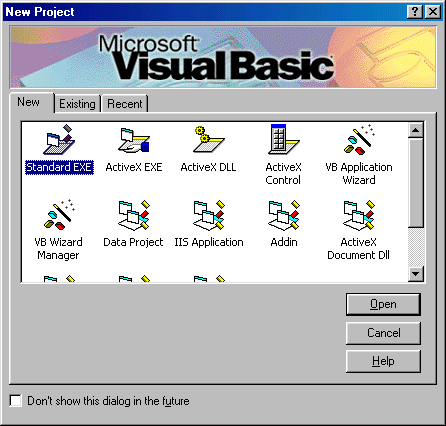 New Project
Microsoft
Visual Basic
New
Existing
Recent
Standard EXE
ActiveX EXE
ActiveX DLL
ActiveX
Control
VB Application
Wizard
VB Wizard
Manager
Data Project
IIS Application
Addin
ActiveX
Document Dll
Open
Cancel
Help
Don't show this dialog in the future